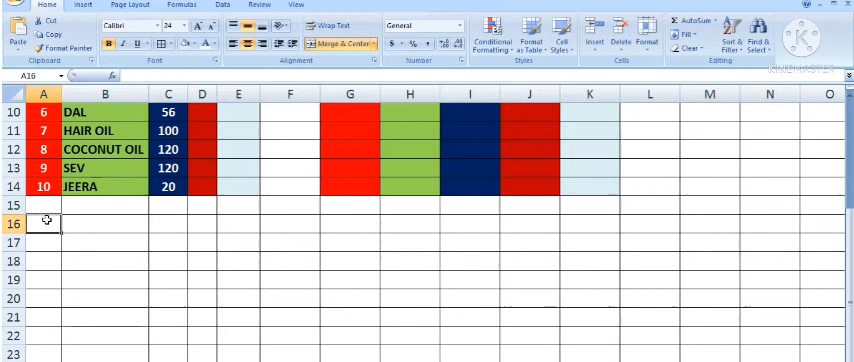 Home Insert Page Layout Formulas Data Review View
Cut
Copy
Format Painter
Paste
Clipboard
Calibri 24
B I U
Font
Wrap Text
Merge & Center
Alignment
General
$ % ,
Number
Conditional Formatting
Format as Table
Cell Styles
Styles
Insert Delete Format
Cells
Σ AutoSum
Fill
Clear
Sort & Filter
Find & Select
Editing
K
KINEMASTER
A16 fx
A B C D E F G H I J K L M N O
10 6 DAL 56
11 7 HAIR OIL 100
12 8 COCONUT OIL 120
13 9 SEV 120
14 10 JEERA 20
15
16
17
18
19
20
21
22
23